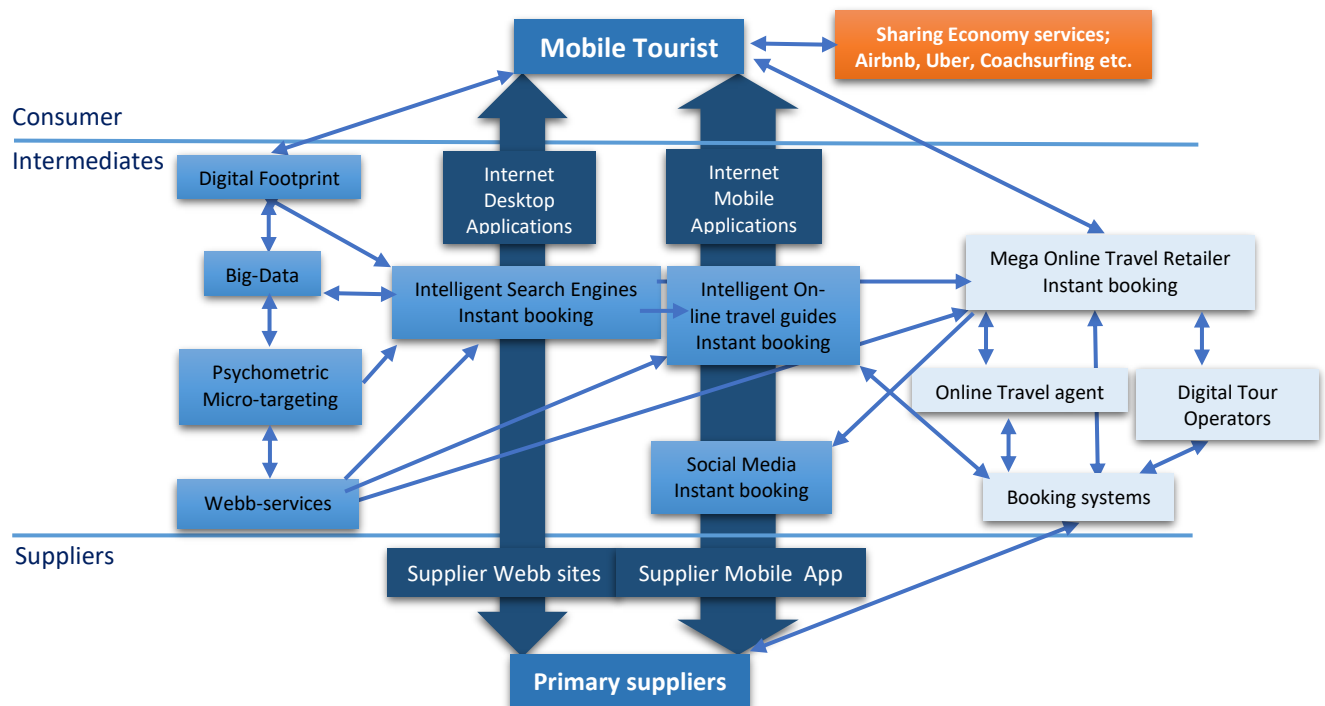 Mobile Tourist
Sharing Economy services;
Airbnb, Uber, Coachsurfing etc.
Consumer
Intermediates
Digital Footprint
Internet
Desktop
Applications
Internet
Mobile
Applications
Big-Data
Intelligent Search Engines
Instant booking
Intelligent On-
line travel guides
Instant booking
Mega Online Travel Retailer
Instant booking
Psychometric
Micro-targeting
Online Travel agent
Digital Tour
Operators
Webb-services
Social Media
Instant booking
Booking systems
Suppliers
Supplier Webb sites
Supplier Mobile App
Primary suppliers